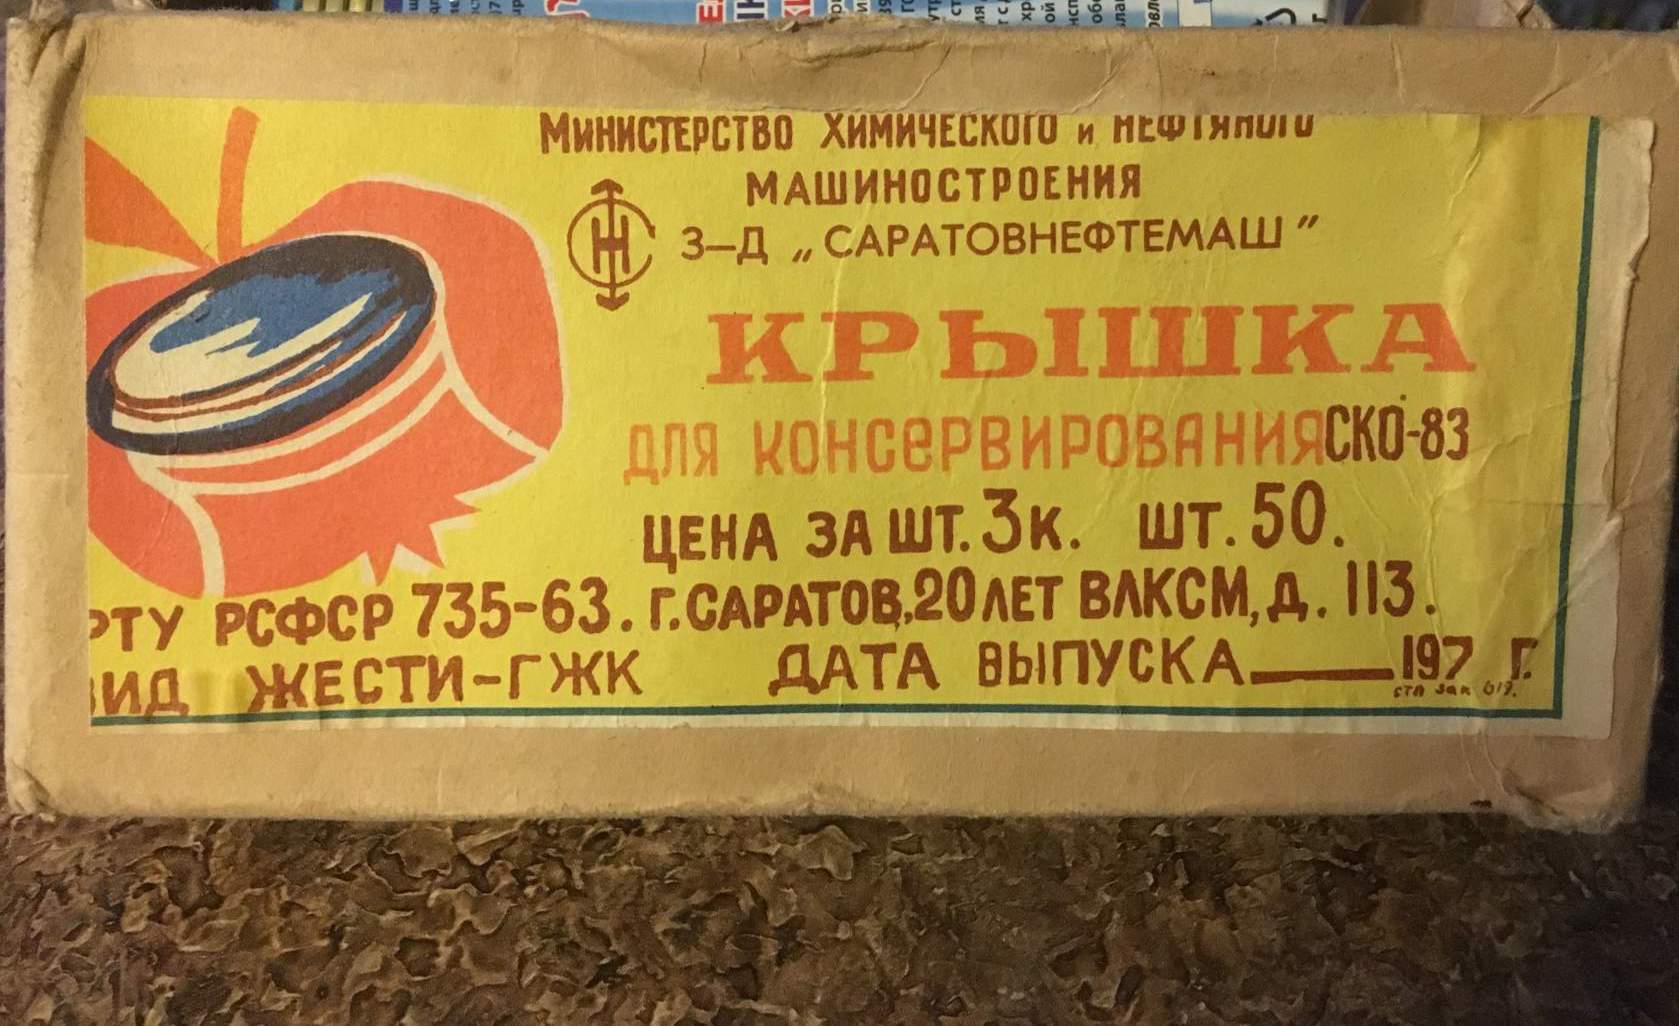 МИНИСТЕРСТВО ХИМИЧЕСКОГО и НЕФТЯНОГО
МАШИНОСТРОЕНИЯ
З-Д „САРАТОВНЕФТЕМАШ”
КРЫШКА
ДЛЯ КОНСЕРВИРОВАНИЯ СКО-83
ЦЕНА ЗА ШТ. 3К. ШТ. 50.
РТУ РСФСР 735-63. Г. САРАТОВ, 20 ЛЕТ ВЛКСМ, Д. 113.
ВИД ЖЕСТИ-ГЖК ДАТА ВЫПУСКА 197 Г.